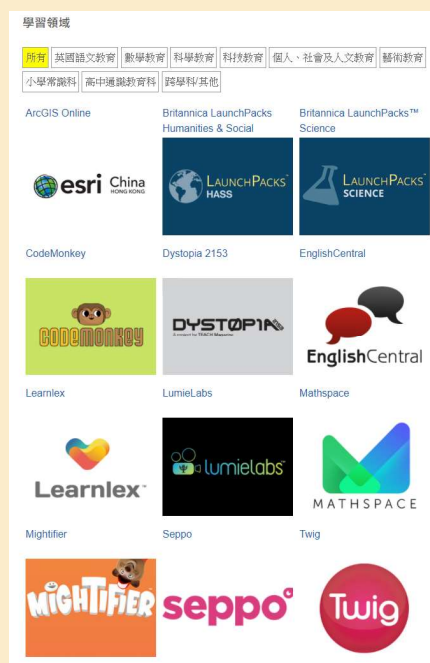 學習領域
所有 英國語文教育 數學教育 科學教育 科技教育 個人、社會及人文教育 藝術教育
小學常識科 高中通識教育科 跨學科/其他
ArcGIS Online Britannica LaunchPacks Britannica LaunchPacks™
Humanities & Social Science
esri China
HONG KONG
LAUNCHPACKS
HASS
LAUNCHPACKS
SCIENCE
CodeMonkey Dystopia 2153 EnglishCentral
CODEMONKEY
DYSTØP1A
EnglishCentral
Learnlex LumieLabs Mathspace
Learnlex™
lumielabs
MATHSPACE
Mightifier Seppo Twig
MIGHTIFIER
seppo
Twig